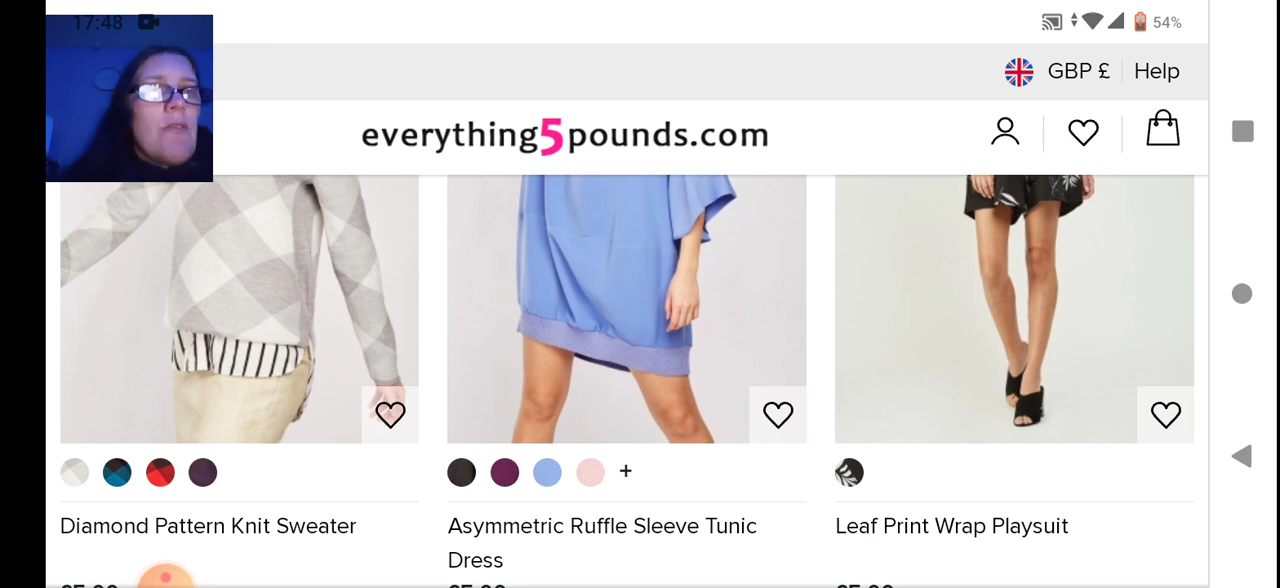 17:48
54%
GBP £ Help
everything5pounds.com
+
Diamond Pattern Knit Sweater
Asymmetric Ruffle Sleeve Tunic
Dress
Leaf Print Wrap Playsuit